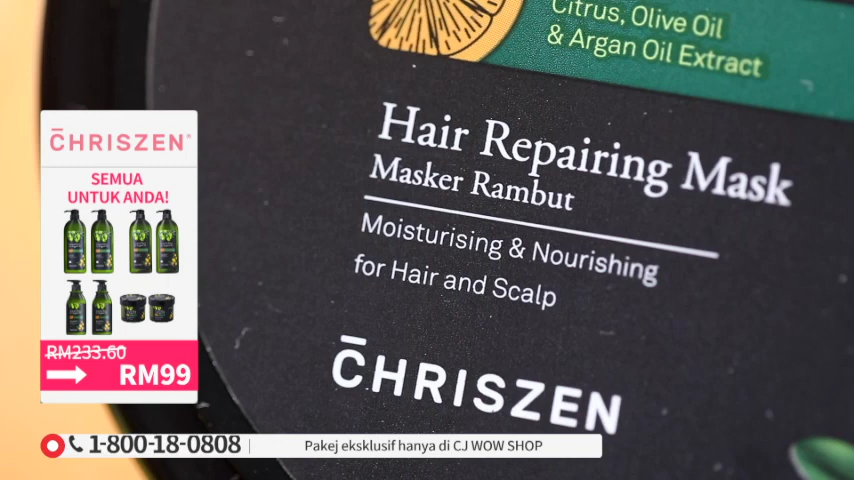 Citrus, Olive Oil
& Argan Oil Extract
Hair Repairing Mask
Masker Rambut
Moisturising & Nourishing
for Hair and Scalp
CHRISZEN
CHRISZEN®
SEMUA
UNTUK ANDA!
RM233.60
RM99
1-800-18-0808
Pakej eksklusif hanya di CJ WOW SHOP